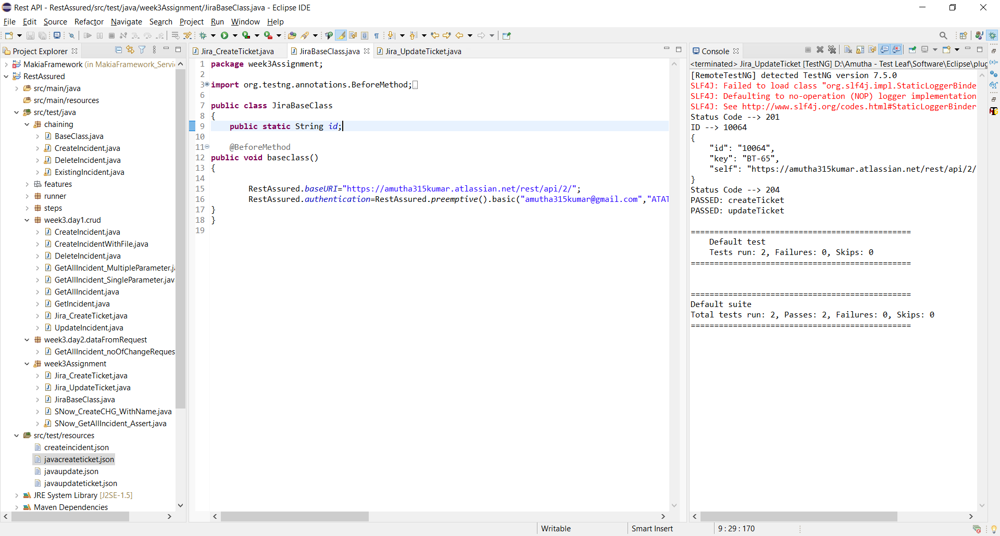 Rest API - RestAssured/src/test/java/week3Assignment/JiraBaseClass.java - Eclipse IDE
File Edit Source Refactor Navigate Search Project Run Window Help
Project Explorer
MakiaFramework (in MakiaFramework_Servi
RestAssured
src/main/java
src/main/resources
src/test/java
chaining
BaseClass.java
CreateIncident.java
DeleteIncident.java
ExistingIncident.java
features
runner
steps
week3.day1.crud
CreateIncident.java
CreateIncidentWithFile.java
DeleteIncident.java
GetAllIncident_MultipleParameter.ja
GetAllIncident_SingleParameter.jav
GetAllIncident.java
GetIncident.java
Jira_CreateTicket.java
UpdateIncident.java
week3.day2.dataFromRequest
GetAllIncident_noOfChangeReques
week3Assignment
Jira_CreateTicket.java
Jira_UpdateTicket.java
JiraBaseClass.java
SNow_CreateCHG_WithName.java
SNow_GetAllIncident_Assert.java
src/test/resources
createincident.json
javacreateticket.json
javaupdate.json
javaupdateticket.json
JRE System Library [J2SE-1.5]
Maven Dependencies
Jira_CreateTicket.java JiraBaseClass.java Jira_UpdateTicket.java
1 package week3Assignment;
2
3 import org.testng.annotations.BeforeMethod;
6
7 public class JiraBaseClass
8 {
9 public static String id;
10
11 @BeforeMethod
12 public void baseclass()
13 {
14
15 RestAssured.baseURI="https://amutha315kumar.atlassian.net/rest/api/2/";
16 RestAssured.authentication=RestAssured.preemptive().basic("amutha315kumar@gmail.com","ATAT
17 }
18 }
19
Console
<terminated> Jira_UpdateTicket [TestNG] D:\Amutha - Test Leaf\Software\Eclipse\plug
[RemoteTestNG] detected TestNG version 7.5.0
SLF4J: Failed to load class "org.slf4j.impl.StaticLoggerBinde
SLF4J: Defaulting to no-operation (NOP) logger implementation
SLF4J: See http://www.slf4j.org/codes.html#StaticLoggerBinder
Status Code --> 201
ID --> 10064
{
"id": "10064",
"key": "BT-65",
"self": "https://amutha315kumar.atlassian.net/rest/api/2/
}
Status Code --> 204
PASSED: createTicket
PASSED: updateTicket
===============================================
Default test
Tests run: 2, Failures: 0, Skips: 0
===============================================
===============================================
Default suite
Total tests run: 2, Passes: 2, Failures: 0, Skips: 0
===============================================
Writable Smart Insert 9 : 29 : 170